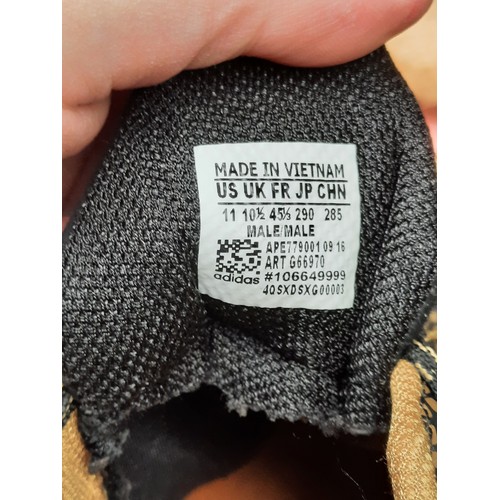 MADE IN VIETNAM
US UK FR JP CHN
11 10½ 45⅓ 290 285
MALE/MALE
APE779001 09 16
ART G66970
#106649999
4QSXDSXG00003
adidas